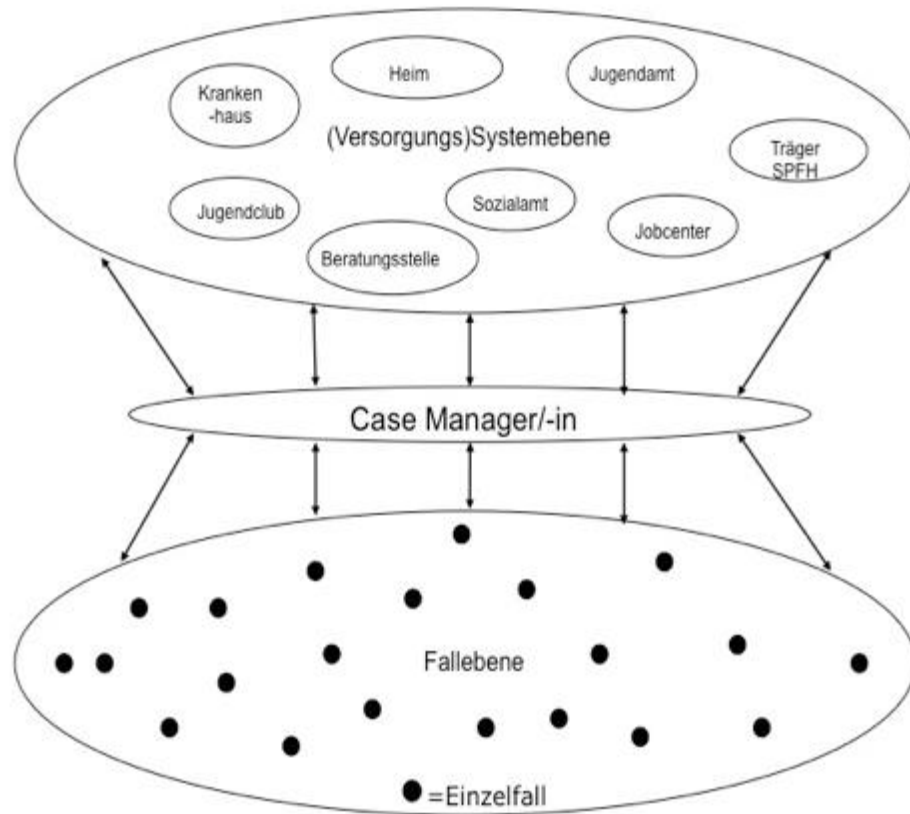 Heim
Jugendamt
Kranken
-haus
(Versorgungs)Systemebene
Träger
SPFH
Jugendclub
Sozialamt
Jobcenter
Beratungsstelle
Case Manager/-in
Fallebene
=Einzelfall